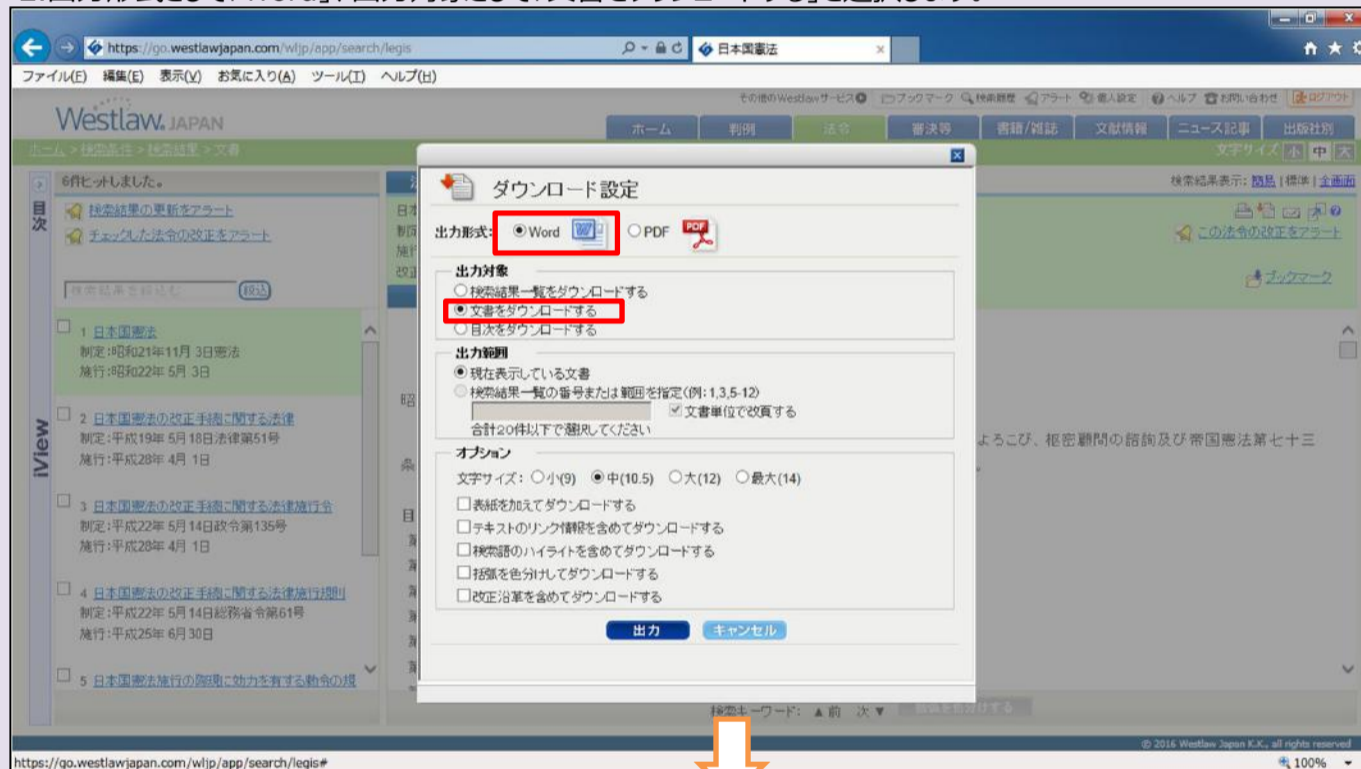 https://go.westlawjapan.com/wljp/app/search/legis
日本国憲法
ファイル(F) 編集(E) 表示(V) お気に入り(A) ツール(T) ヘルプ(H)
その他のWestlawサービス ブックマーク 検索履歴 アラート 個人設定 ヘルプ お問い合わせ ログアウト
Westlaw. JAPAN
ホーム 判例 法令 審決等 書籍/雑誌 文献情報 ニュース記事 出版社別
ホーム > 検索条件 > 検索結果 > 文書
文字サイズ 小 中 大
6件ヒットしました。
検索結果表示: 簡易 | 標準 | 全画面
目次
検索結果の更新をアラート
チェックした法令の改正をアラート
この法令の改正をアラート
ブックマーク
検索結果を絞込む 絞込
1 日本国憲法
制定:昭和21年11月 3日憲法
施行:昭和22年 5月 3日
iView
2 日本国憲法の改正手続に関する法律
制定:平成19年 5月18日法律第51号
施行:平成28年 4月 1日
3 日本国憲法の改正手続に関する法律施行令
制定:平成22年 5月14日政令第135号
施行:平成28年 4月 1日
4 日本国憲法の改正手続に関する法律施行規則
制定:平成22年 5月14日総務省令第61号
施行:平成25年 6月30日
5 日本国憲法施行の際現に効力を有する勅令の規
ダウンロード設定
出力形式: Word PDF
出力対象
検索結果一覧をダウンロードする
文書をダウンロードする
目次をダウンロードする
出力範囲
現在表示している文書
検索結果一覧の番号または範囲を指定(例: 1,3,5-12)
文書単位で改頁する
合計20件以下で選択してください
オプション
文字サイズ: 小(9) 中(10.5) 大(12) 最大(14)
表紙を加えてダウンロードする
テキストのリンク情報を含めてダウンロードする
検索語のハイライトを含めてダウンロードする
括弧を色分けしてダウンロードする
改正沿革を含めてダウンロードする
出力 キャンセル
よろこび、枢密顧問の諮詢及び帝国憲法第七十三
検索キーワード: ▲前 次▼
© 2016 Westlaw Japan K.K., all rights reserved
https://go.westlawjapan.com/wljp/app/search/legis#
100%